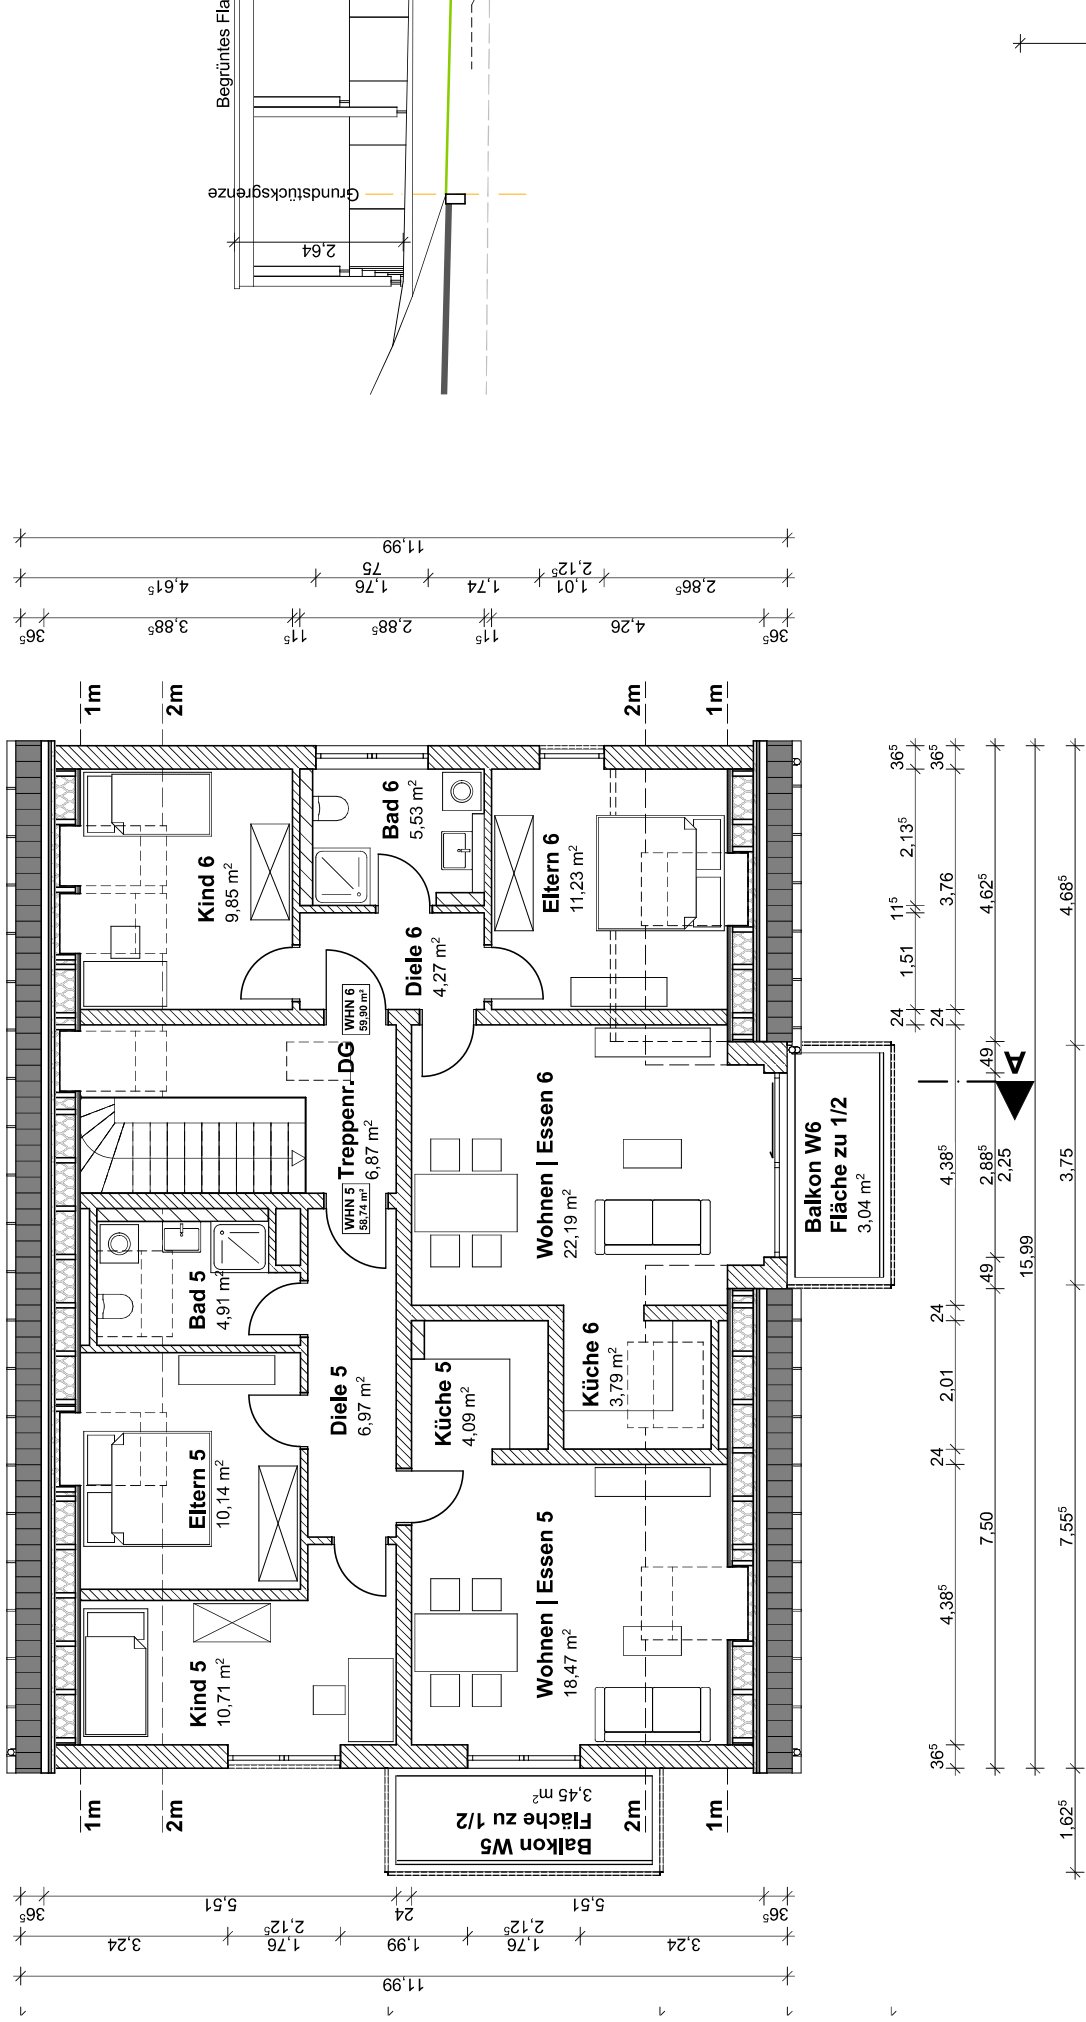 Begrüntes Fla
Grundstücksgrenze
2,64
11,99
4,61⁵
1,76
75
1,74
1,01
2,12⁵
2,86⁵
36⁵
3,88⁵
11⁵
2,88⁵
11⁵
4,26
36⁵
1m
2m
2m
1m
Kind 6
9,85 m²
Bad 6
5,53 m²
Eltern 6
11,23 m²
Diele 6
4,27 m²
WHN 6
59.90 m²
Treppenr. DG
6,87 m²
WHN 5
58.74 m²
Wohnen | Essen 6
22,19 m²
Balkon W6
Fläche zu 1/2
3,04 m²
Bad 5
4,91 m²
Diele 5
6,97 m²
Küche 5
4,09 m²
Küche 6
3,79 m²
Eltern 5
10,14 m²
Kind 5
10,71 m²
Wohnen | Essen 5
18,47 m²
Balkon W5
Fläche zu 1/2
3,45 m²
1m
2m
2m
1m
36⁵
5,51
24
5,51
36⁵
3,24
1,76
2,12⁵
1,99
1,76
2,12⁵
3,24
11,99
24
1,51
11⁵
2,13⁵
36⁵
36⁵
4,38⁵
24
2,01
24
4,38⁵
24
3,76
36⁵
7,50
49
2,88⁵
2,25
49
4,62⁵
A
15,99
1,62⁵
7,55⁵
3,75
4,68⁵